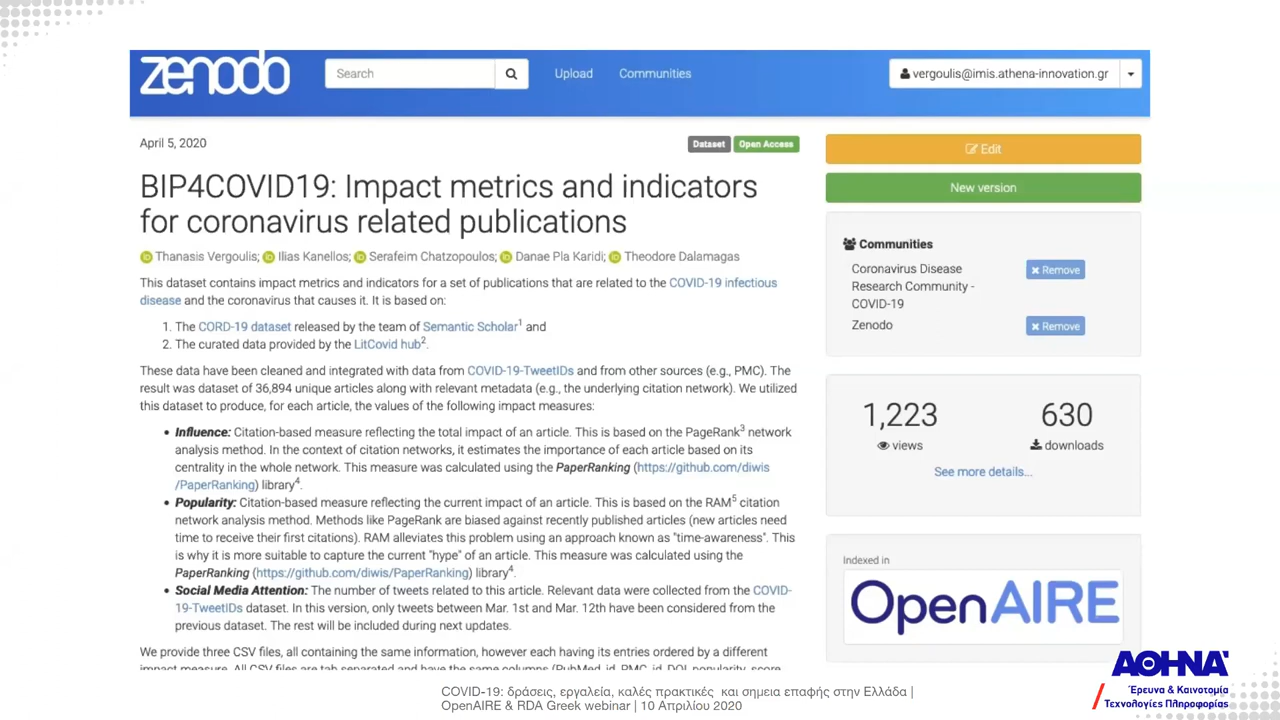 zenodo
Search
Upload
Communities
vergoulis@imis.athena-innovation.gr
April 5, 2020
Dataset
Open Access
BIP4COVID19: Impact metrics and indicators
for coronavirus related publications
Thanasis Vergoulis; Ilias Kanellos; Serafeim Chatzopoulos; Danae Pla Karidi; Theodore Dalamagas
This dataset contains impact metrics and indicators for a set of publications that are related to the COVID-19 infectious
disease and the coronavirus that causes it. It is based on:
1. The CORD-19 dataset released by the team of Semantic Scholar1 and
2. The curated data provided by the LitCovid hub2.
These data have been cleaned and integrated with data from COVID-19-TweetIDs and from other sources (e.g., PMC). The
result was dataset of 36,894 unique articles along with relevant metadata (e.g., the underlying citation network). We utilized
this dataset to produce, for each article, the values of the following impact measures:
• Influence: Citation-based measure reflecting the total impact of an article. This is based on the PageRank3 network
analysis method. In the context of citation networks, it estimates the importance of each article based on its
centrality in the whole network. This measure was calculated using the PaperRanking (https://github.com/diwis
/PaperRanking) library4.
• Popularity: Citation-based measure reflecting the current impact of an article. This is based on the RAM5 citation
network analysis method. Methods like PageRank are biased against recently published articles (new articles need
time to receive their first citations). RAM alleviates this problem using an approach known as "time-awareness". This
is why it is more suitable to capture the current "hype" of an article. This measure was calculated using the
PaperRanking (https://github.com/diwis/PaperRanking) library4.
• Social Media Attention: The number of tweets related to this article. Relevant data were collected from the COVID-
19-TweetIDs dataset. In this version, only tweets between Mar. 1st and Mar. 12th have been considered from the
previous dataset. The rest will be included during next updates.
We provide three CSV files, all containing the same information, however each having its entries ordered by a different
impact measure. All CSV files are tab separated and have the same columns (PubMed_id, PMC_id, DOI, popularity_score,
Edit
New version
Communities
Coronavirus Disease
Research Community -
COVID-19
Remove
Zenodo
Remove
1,223
views
630
downloads
See more details...
Indexed in
OpenAIRE
COVID-19: δράσεις, εργαλεία, καλές πρακτικές και σημεια επαφής στην Ελλάδα |
OpenAIRE & RDA Greek webinar | 10 Απριλίου 2020
ΑΘΗΝΑ
Έρευνα & Καινοτομία
Τεχνολογίες Πληροφορίας